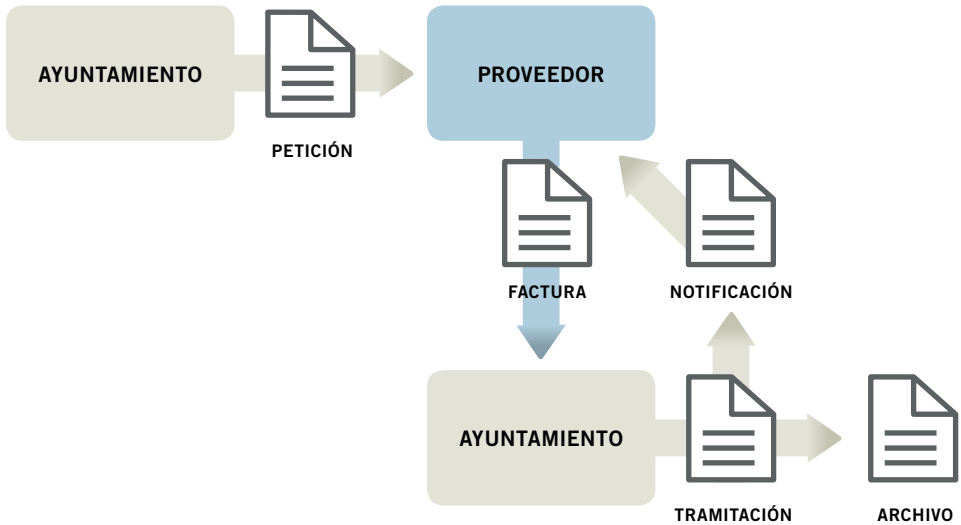 AYUNTAMIENTO
PROVEEDOR
PETICIÓN
FACTURA
NOTIFICACIÓN
AYUNTAMIENTO
TRAMITACIÓN
ARCHIVO